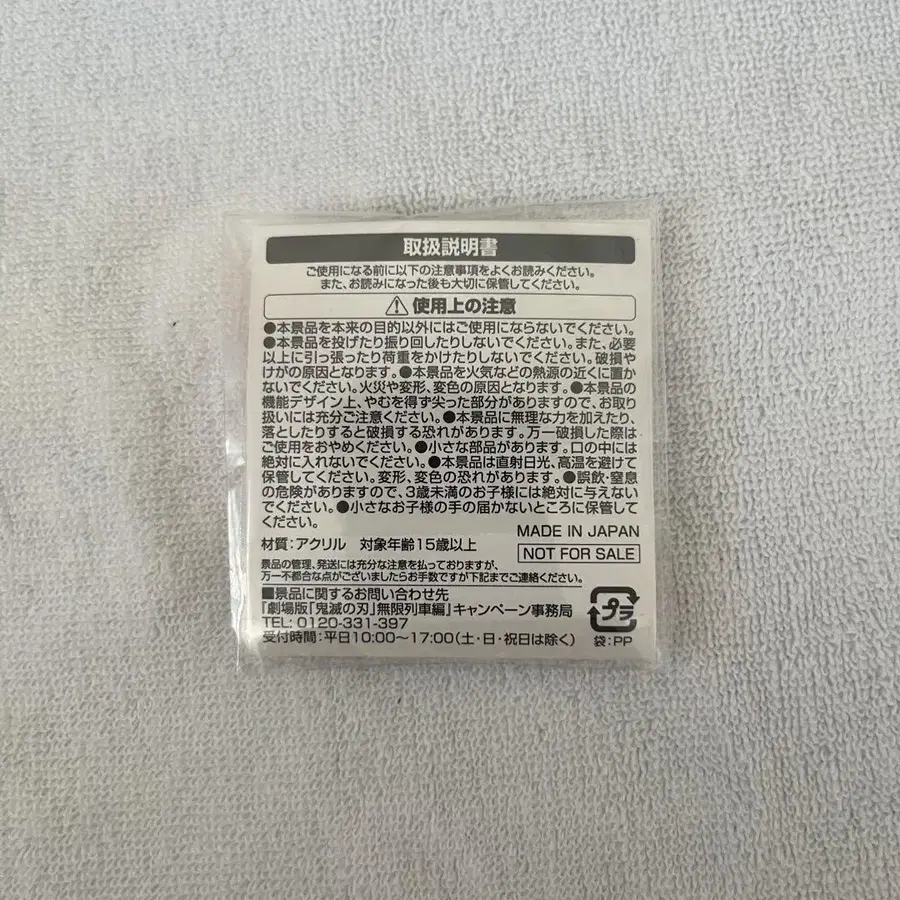 取扱説明書
ご使用になる前に以下の注意事項をよくお読みください。
また、お読みになった後も大切に保管してください。
使用上の注意
●本景品を本来の目的以外にはご使用にならないでください。
●本景品を投げたり振り回したりしないでください。また、必要
以上に引っ張ったり荷重をかけたりしないでください。破損や
けがの原因となります。●本景品を火気などの熱源の近くに置か
ないでください。火災や変形、変色の原因となります。●本景品の
機能デザイン上、やむを得ず尖った部分がありますので、お取り
扱いには充分ご注意ください。●本景品に無理な力を加えたり、
落としたりすると破損する恐れがあります。万一破損した際は
ご使用をおやめください。●小さな部品があります。口の中には
絶対に入れないでください。●本景品は直射日光、高温を避けて
保管してください。変形、変色の恐れがあります。●誤飲・窒息
の危険がありますので、3歳未満のお子様には絶対に与えない
でください。●小さなお子様の手の届かないところに保管して
ください。
MADE IN JAPAN
材質：アクリル　対象年齢15歳以上
NOT FOR SALE
景品の管理、発送には充分な注意を払っておりますが、
万一不都合な点がございましたらお手数ですが下記までご連絡ください。
■景品に関するお問い合わせ先
「劇場版「鬼滅の刃」無限列車編」キャンペーン事務局
TEL: 0120-331-397
受付時間：平日10:00～17:00（土・日・祝日は除く）
プラ
袋：PP